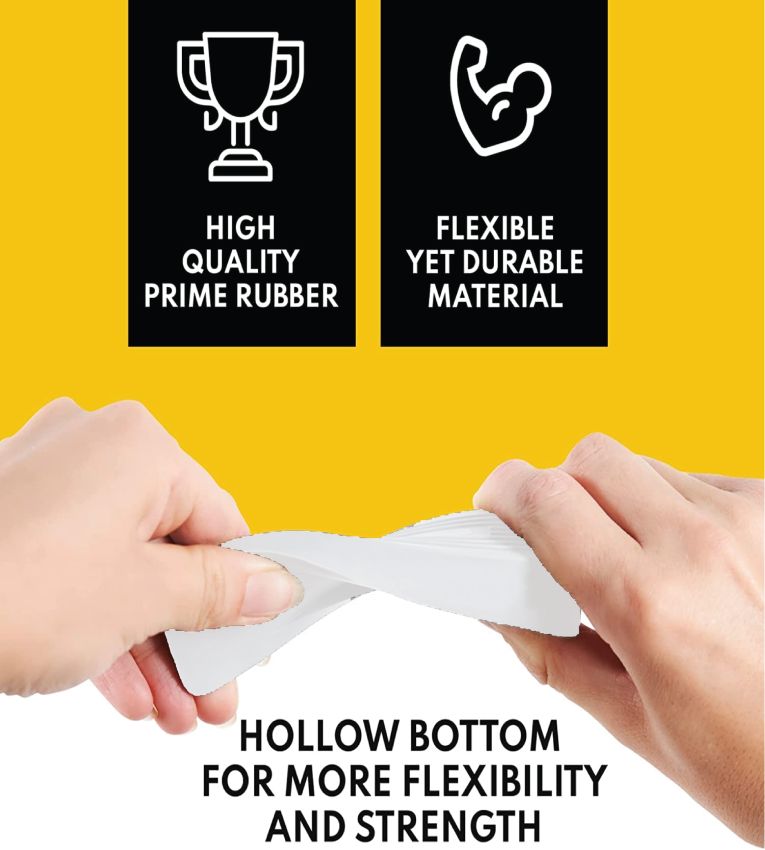 HIGH
QUALITY
PRIME RUBBER
FLEXIBLE
YET DURABLE
MATERIAL
HOLLOW BOTTOM
FOR MORE FLEXIBILITY
AND STRENGTH